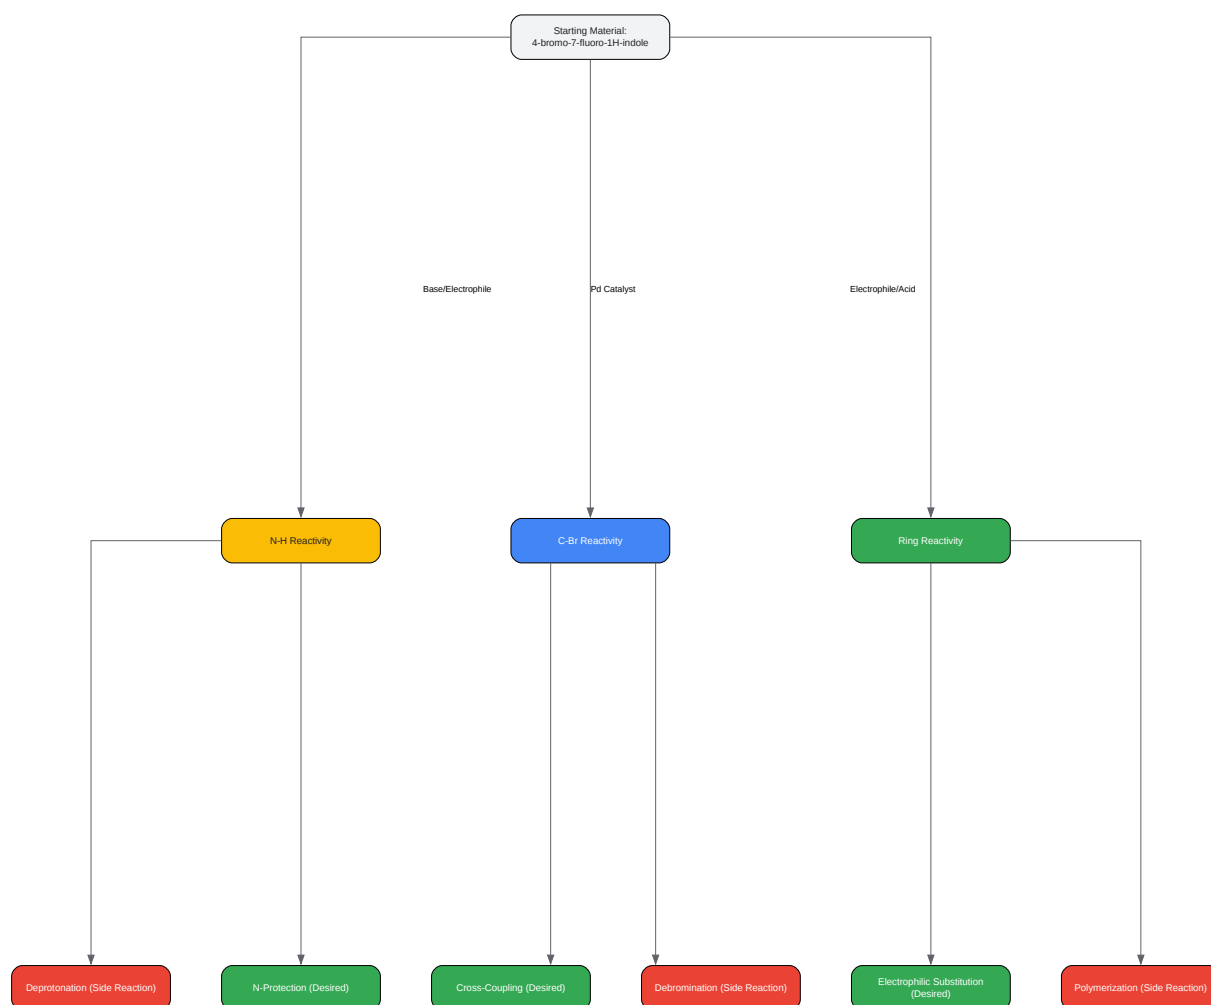 Starting Material:
4-bromo-7-fluoro-1H-indole
Base/Electrophile
Pd Catalyst
Electrophile/Acid
N-H Reactivity
C-Br Reactivity
Ring Reactivity
Deprotonation (Side Reaction)
N-Protection (Desired)
Cross-Coupling (Desired)
Debromination (Side Reaction)
Electrophilic Substitution
(Desired)
Polymerization (Side Reaction)